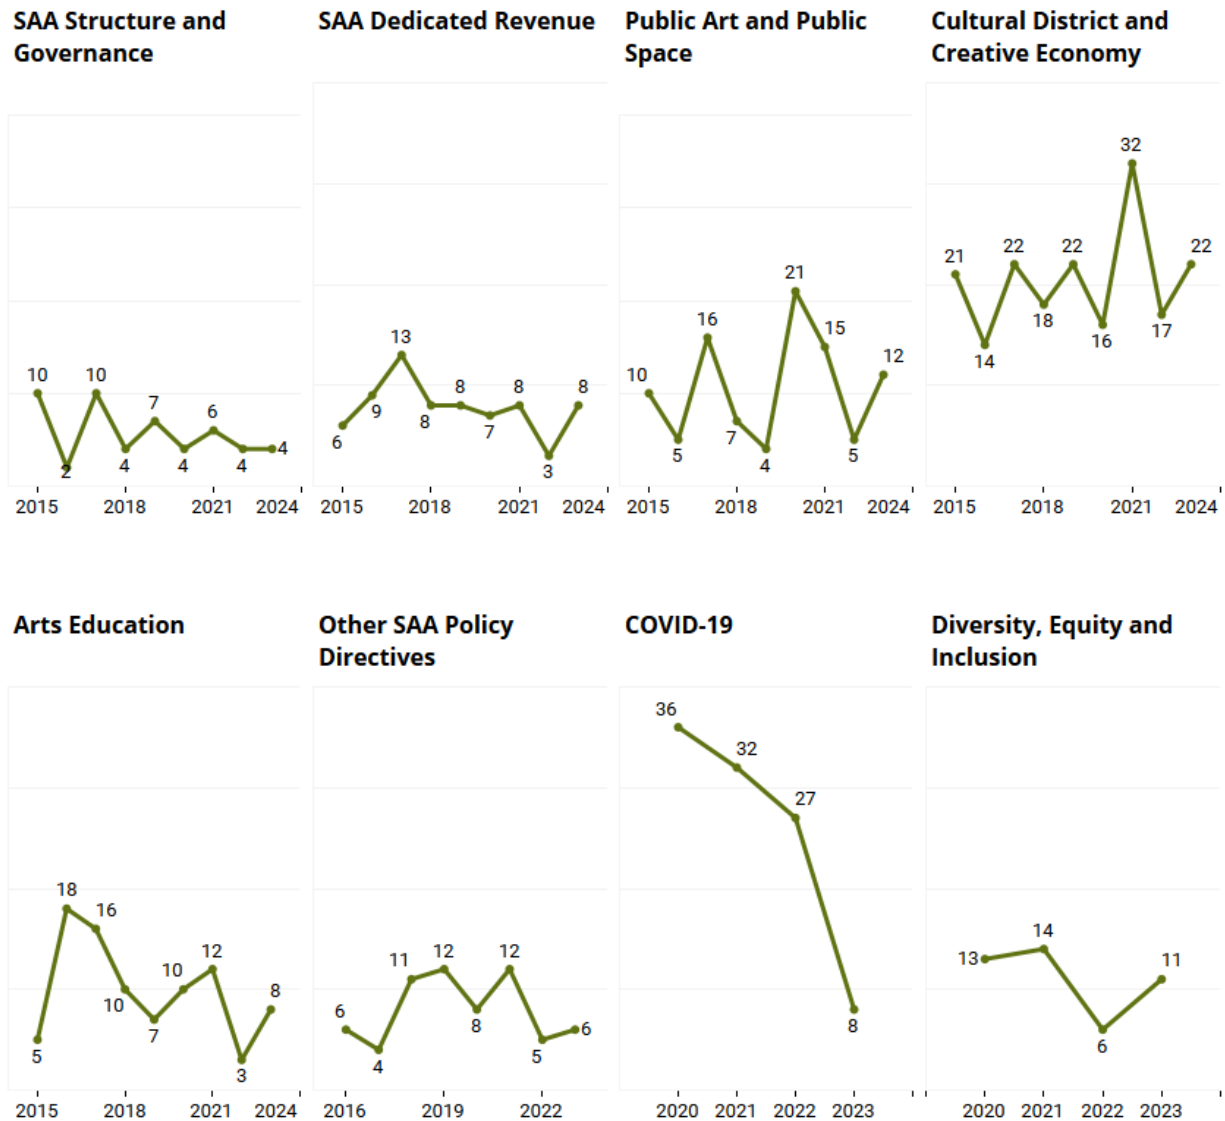 SAA Structure and
Governance
10
2
10
4
7
4
6
4
4
2015 2018 2021 2024
SAA Dedicated Revenue
6
9
13
8
8
7
8
3
8
2015 2018 2021 2024
Public Art and Public
Space
10
5
16
7
4
21
15
5
12
2015 2018 2021 2024
Cultural District and
Creative Economy
21
14
22
18
22
16
32
17
22
2015 2018 2021 2024
Arts Education
5
18
16
10
7
10
12
3
8
2015 2018 2021 2024
Other SAA Policy
Directives
6
4
11
12
8
12
5
6
2016 2019 2022
COVID-19
36
32
27
8
2020 2021 2022 2023
Diversity, Equity and
Inclusion
13
14
6
11
2020 2021 2022 2023